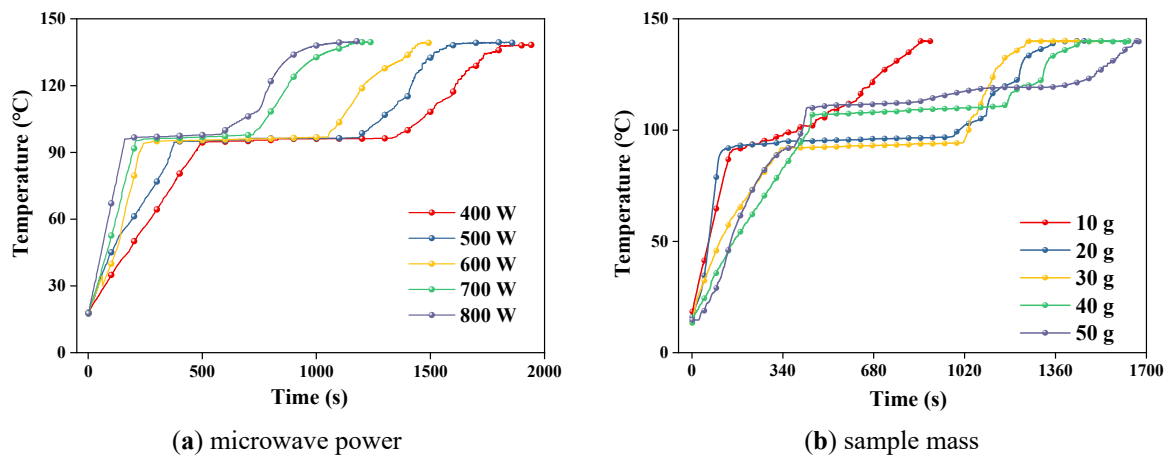 150
120
90
60
30
0
Temperature (℃)
400 W
500 W
600 W
700 W
800 W
0 500 1000 1500 2000
Time (s)
(a) microwave power
150
100
50
0
Temperature (℃)
10 g
20 g
30 g
40 g
50 g
0 340 680 1020 1360 1700
Time (s)
(b) sample mass